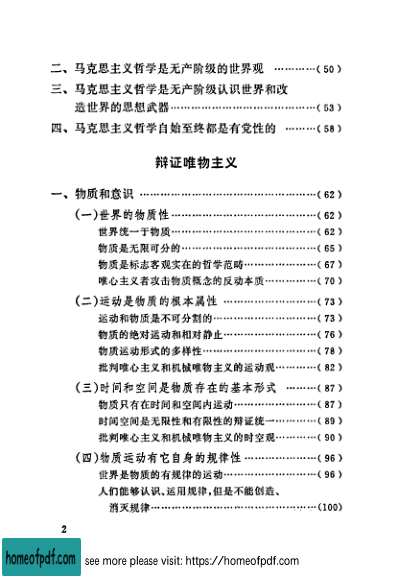 二、马克思主义哲学是无产阶级的世界观 …………(50)
三、马克思主义哲学是无产阶级认识世界和改
造世界的思想武器…………………………………(53)
四、马克思主义哲学自始至终都是有党性的 ………(58)
辩证唯物主义
一、物质和意识 ………………………………………(62)
(一)世界的物质性…………………………………(62)
世界统一于物质…………………………………(62)
物质是无限可分的………………………………(65)
物质是标志客观实在的哲学范畴………………(67)
唯心主义者攻击物质概念的反动本质…………(70)
(二)运动是物质的根本属性 ……………………(73)
运动和物质是不可分割的………………………(73)
物质的绝对运动和相对静止……………………(76)
物质运动形式的多样性…………………………(78)
批判唯心主义和机械唯物主义的运动观………(82)
(三)时间和空间是物质存在的基本形式 ………(87)
物质只有在时间和空间内运动…………………(87)
时间空间是无限性和有限性的辩证统一………(89)
批判唯心主义和机械唯物主义的时空观………(90)
(四)物质运动有它自身的规律性 ………………(96)
世界是物质的有规律的运动……………………(96)
人们能够认识、运用规律,但是不能创造、
消灭规律……………………………………(100)
2
homeofpdf.com
see more please visit: https://homeofpdf.com